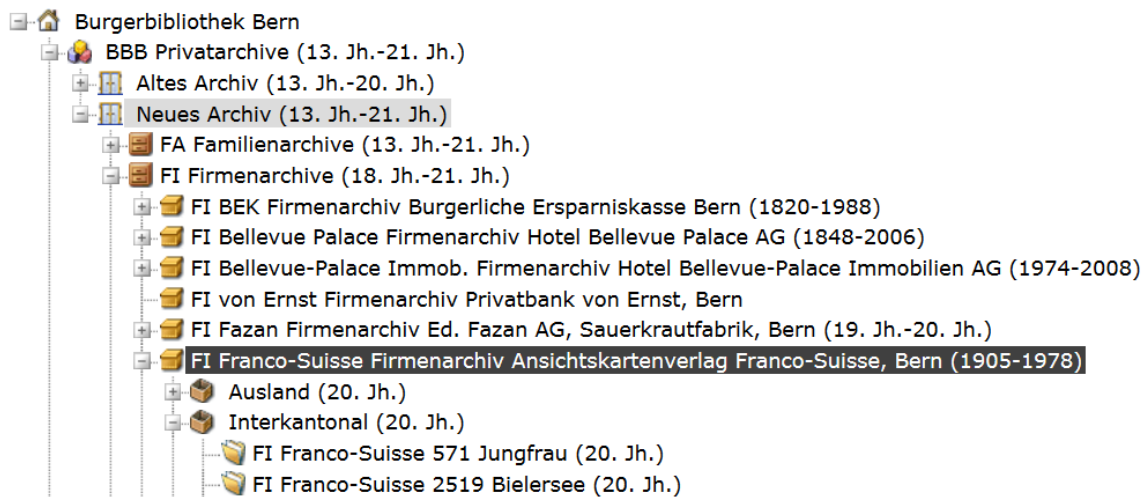 Burgerbibliothek Bern
BBB Privatarchive (13. Jh.-21. Jh.)
Altes Archiv (13. Jh.-20. Jh.)
Neues Archiv (13. Jh.-21. Jh.)
FA Familienarchive (13. Jh.-21. Jh.)
FI Firmenarchive (18. Jh.-21. Jh.)
FI BEK Firmenarchiv Burgerliche Ersparniskasse Bern (1820-1988)
FI Bellevue Palace Firmenarchiv Hotel Bellevue Palace AG (1848-2006)
FI Bellevue-Palace Immob. Firmenarchiv Hotel Bellevue-Palace Immobilien AG (1974-2008)
FI von Ernst Firmenarchiv Privatbank von Ernst, Bern
FI Fazan Firmenarchiv Ed. Fazan AG, Sauerkrautfabrik, Bern (19. Jh.-20. Jh.)
FI Franco-Suisse Firmenarchiv Ansichtskartenverlag Franco-Suisse, Bern (1905-1978)
Ausland (20. Jh.)
Interkantonal (20. Jh.)
FI Franco-Suisse 571 Jungfrau (20. Jh.)
FI Franco-Suisse 2519 Bielersee (20. Jh.)